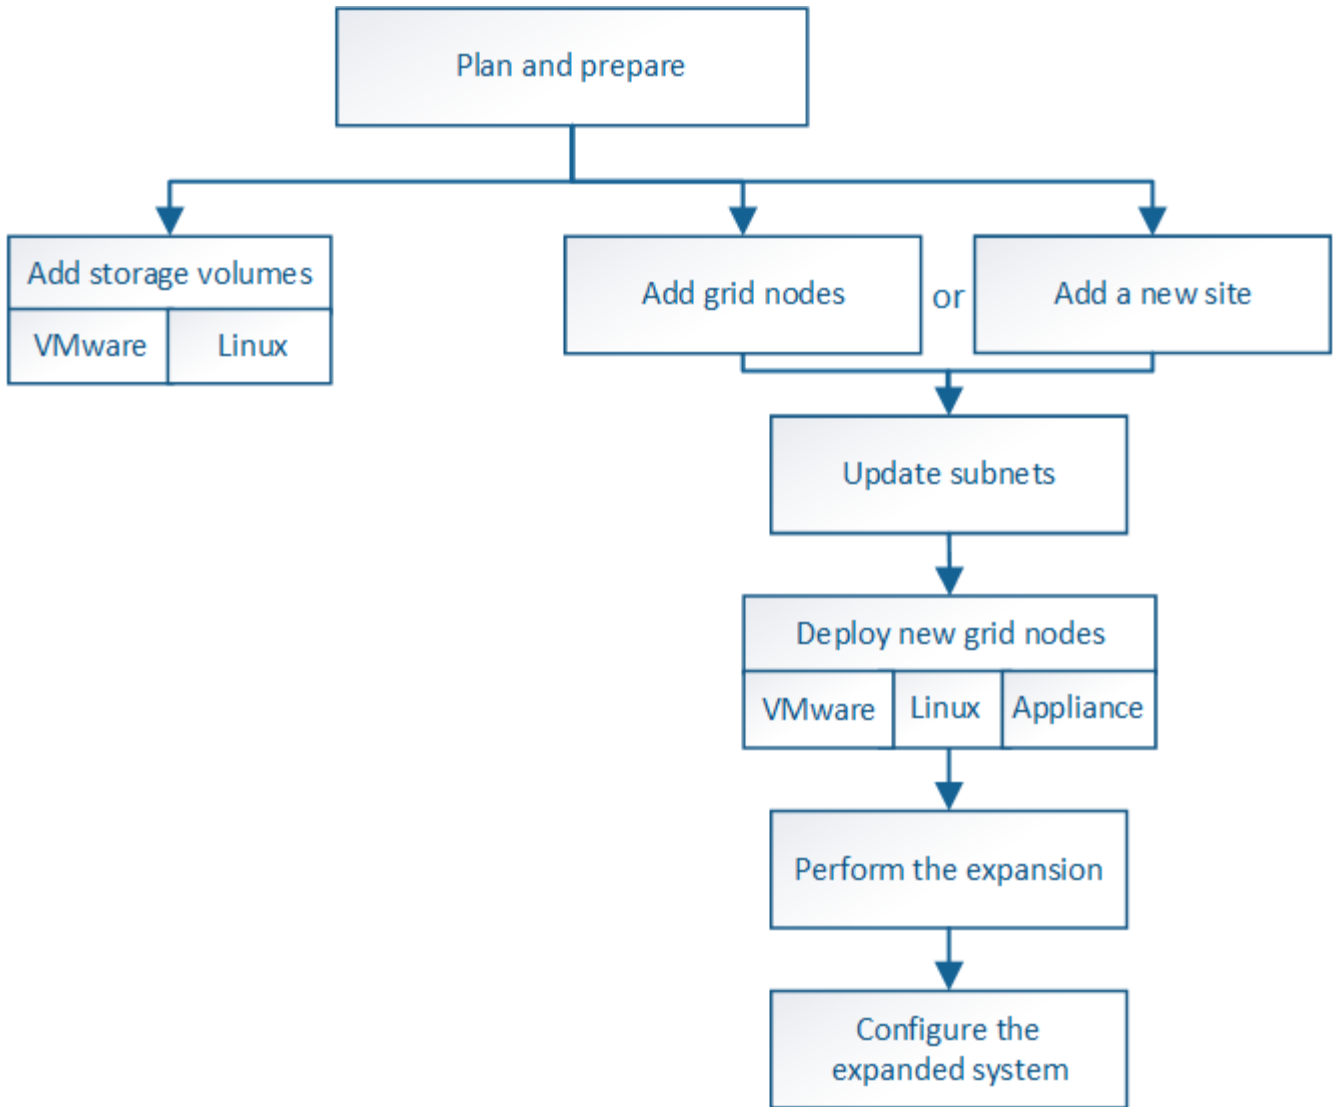 Plan and prepare
Add storage volumes
VMware
Linux
Add grid nodes
or
Add a new site
Update subnets
Deploy new grid nodes
VMware
Linux
Appliance
Perform the expansion
Configure the
expanded system